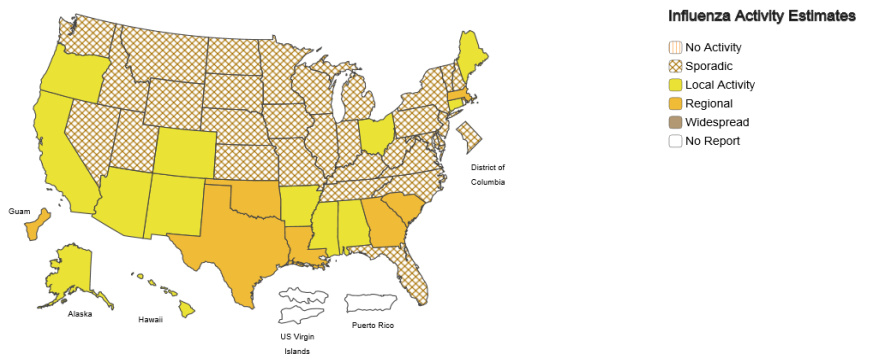 Influenza Activity Estimates
No Activity
Sporadic
Local Activity
Regional
Widespread
No Report
District of
Columbia
Guam
Alaska
Hawaii
US Virgin
Islands
Puerto Rico